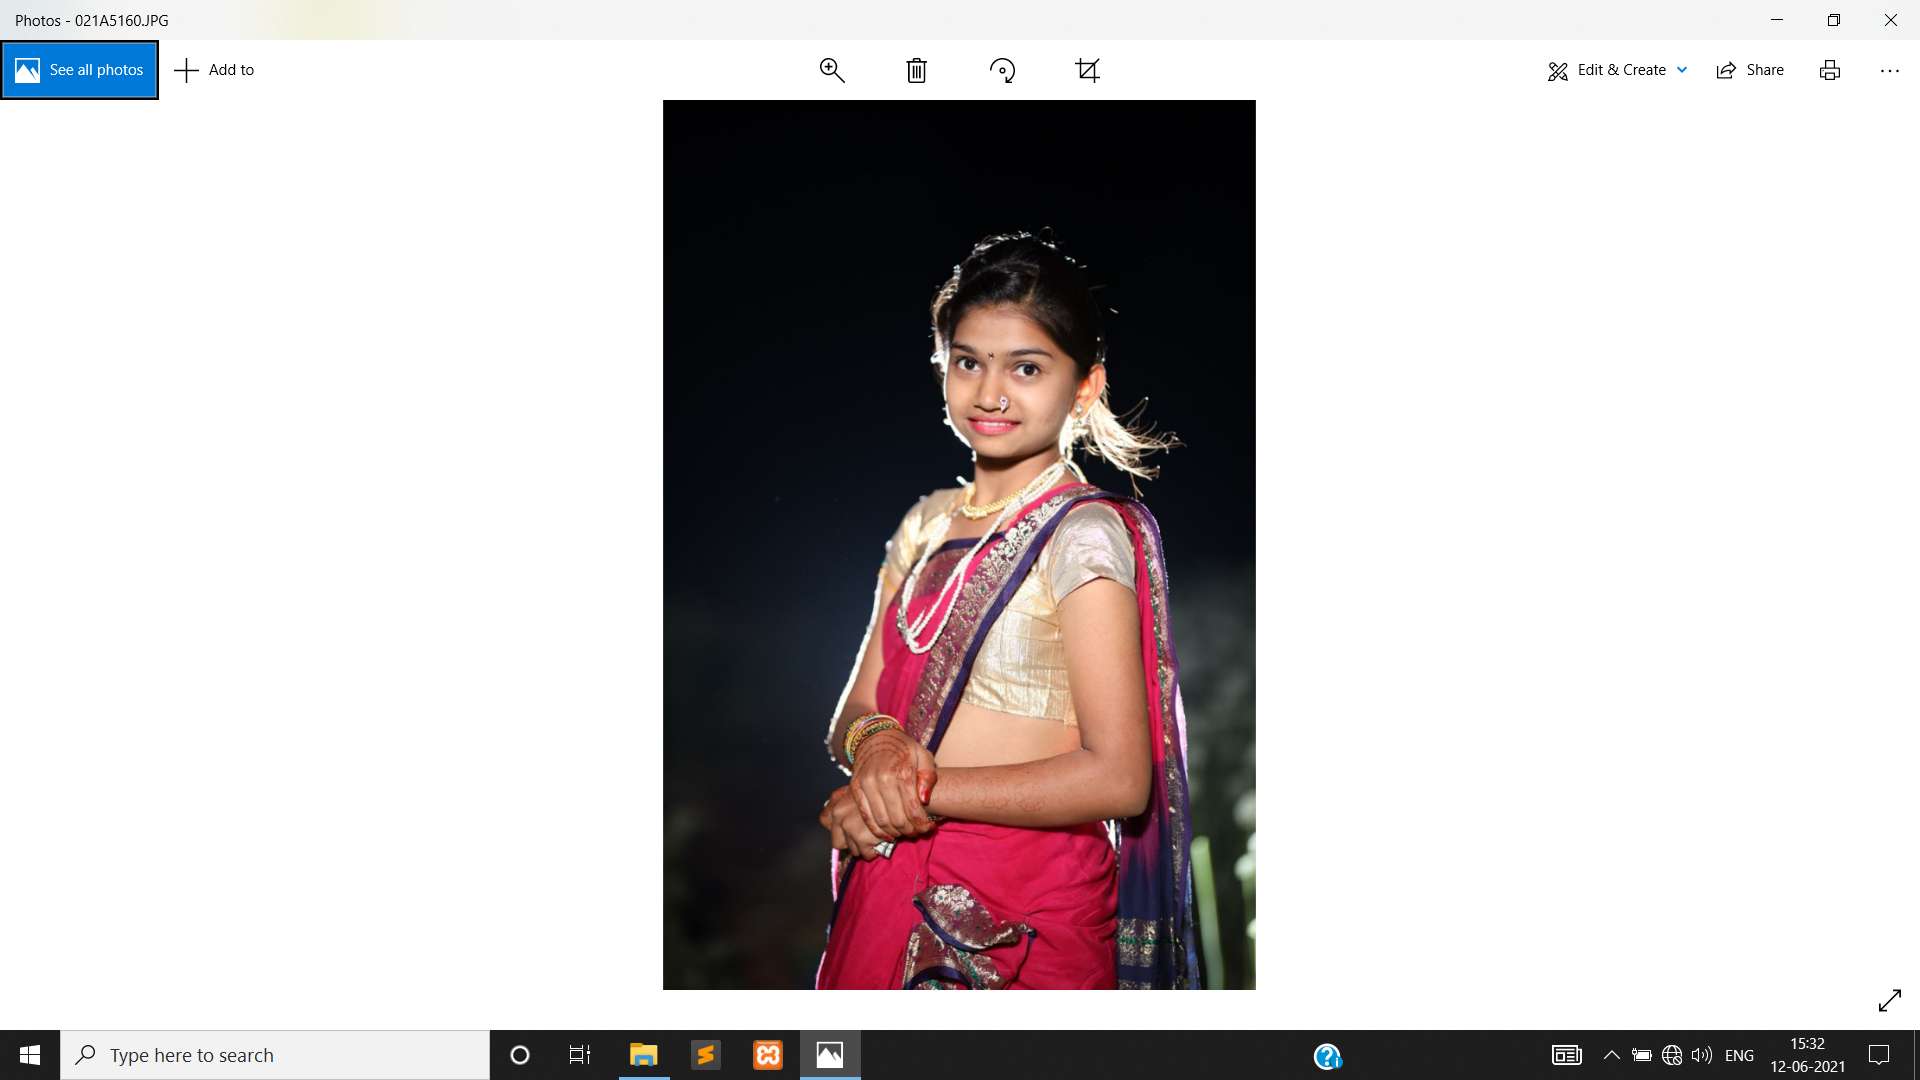 Photos - 021A5160.JPG
See all photos
Add to
Edit & Create
Share
Type here to search
ENG
15:32
12-06-2021